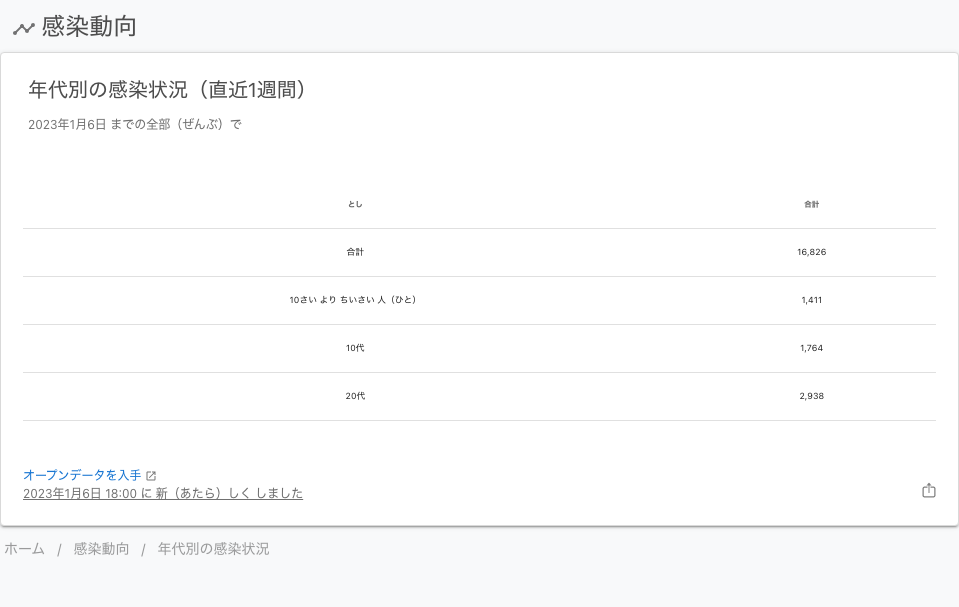 感染動向
年代別の感染状況（直近1週間）
2023年1月6日 までの全部（ぜんぶ）で
とし 合計
合計 16,826
10さい より ちいさい 人（ひと） 1,411
10代 1,764
20代 2,938
オープンデータを入手
2023年1月6日 18:00 に 新（あたら）しく しました
ホーム / 感染動向 / 年代別の感染状況